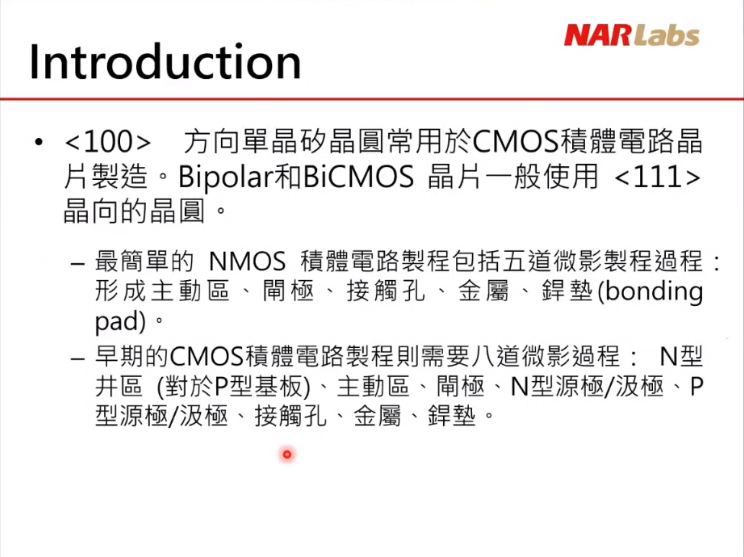 NARLabs
Introduction
• <100> 方向單晶矽晶圓常用於CMOS積體電路晶
片製造。Bipolar和BiCMOS 晶片一般使用 <111>
晶向的晶圓。
– 最簡單的 NMOS 積體電路製程包括五道微影製程過程：
形成主動區、閘極、接觸孔、金屬、銲墊(bonding
pad)。
– 早期的CMOS積體電路製程則需要八道微影過程： N型
井區 (對於P型基板)、主動區、閘極、N型源極/汲極、P
型源極/汲極、接觸孔、金屬、銲墊。